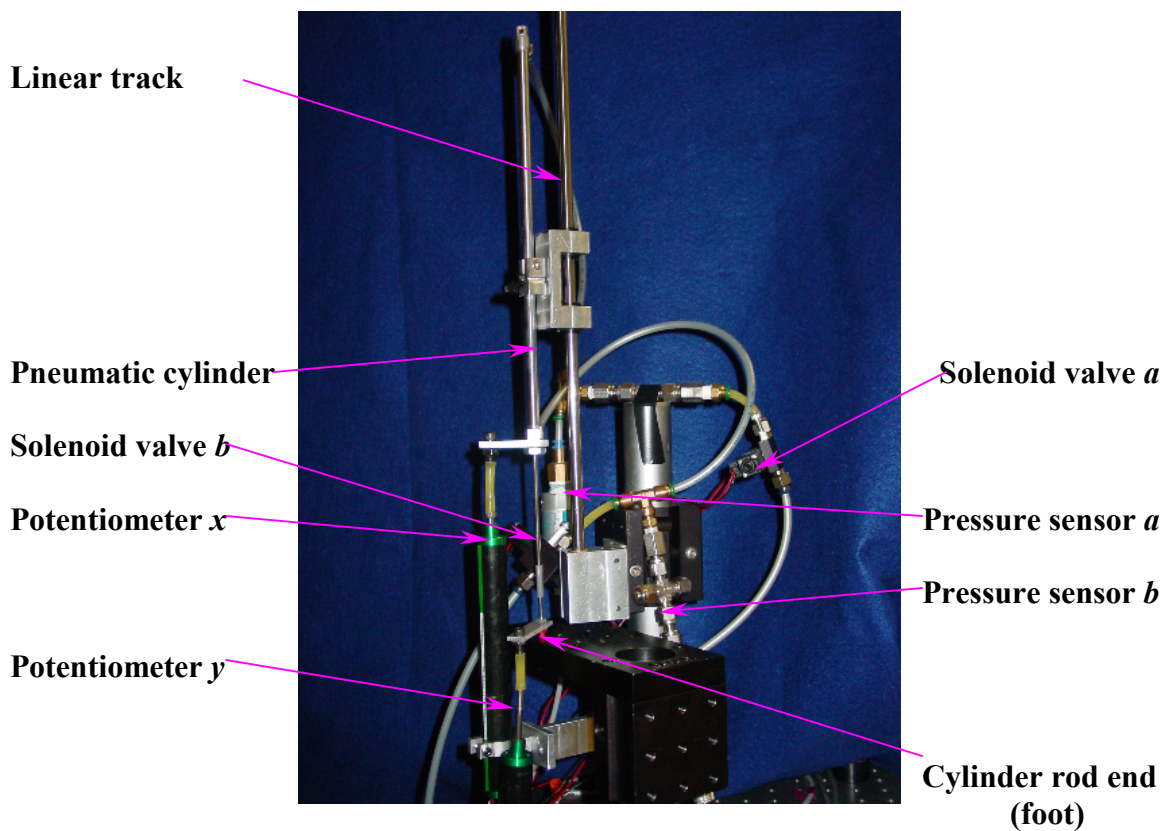 Linear track
Pneumatic cylinder
Solenoid valve b
Potentiometer x
Potentiometer y
Solenoid valve a
Pressure sensor a
Pressure sensor b
Cylinder rod end
(foot)